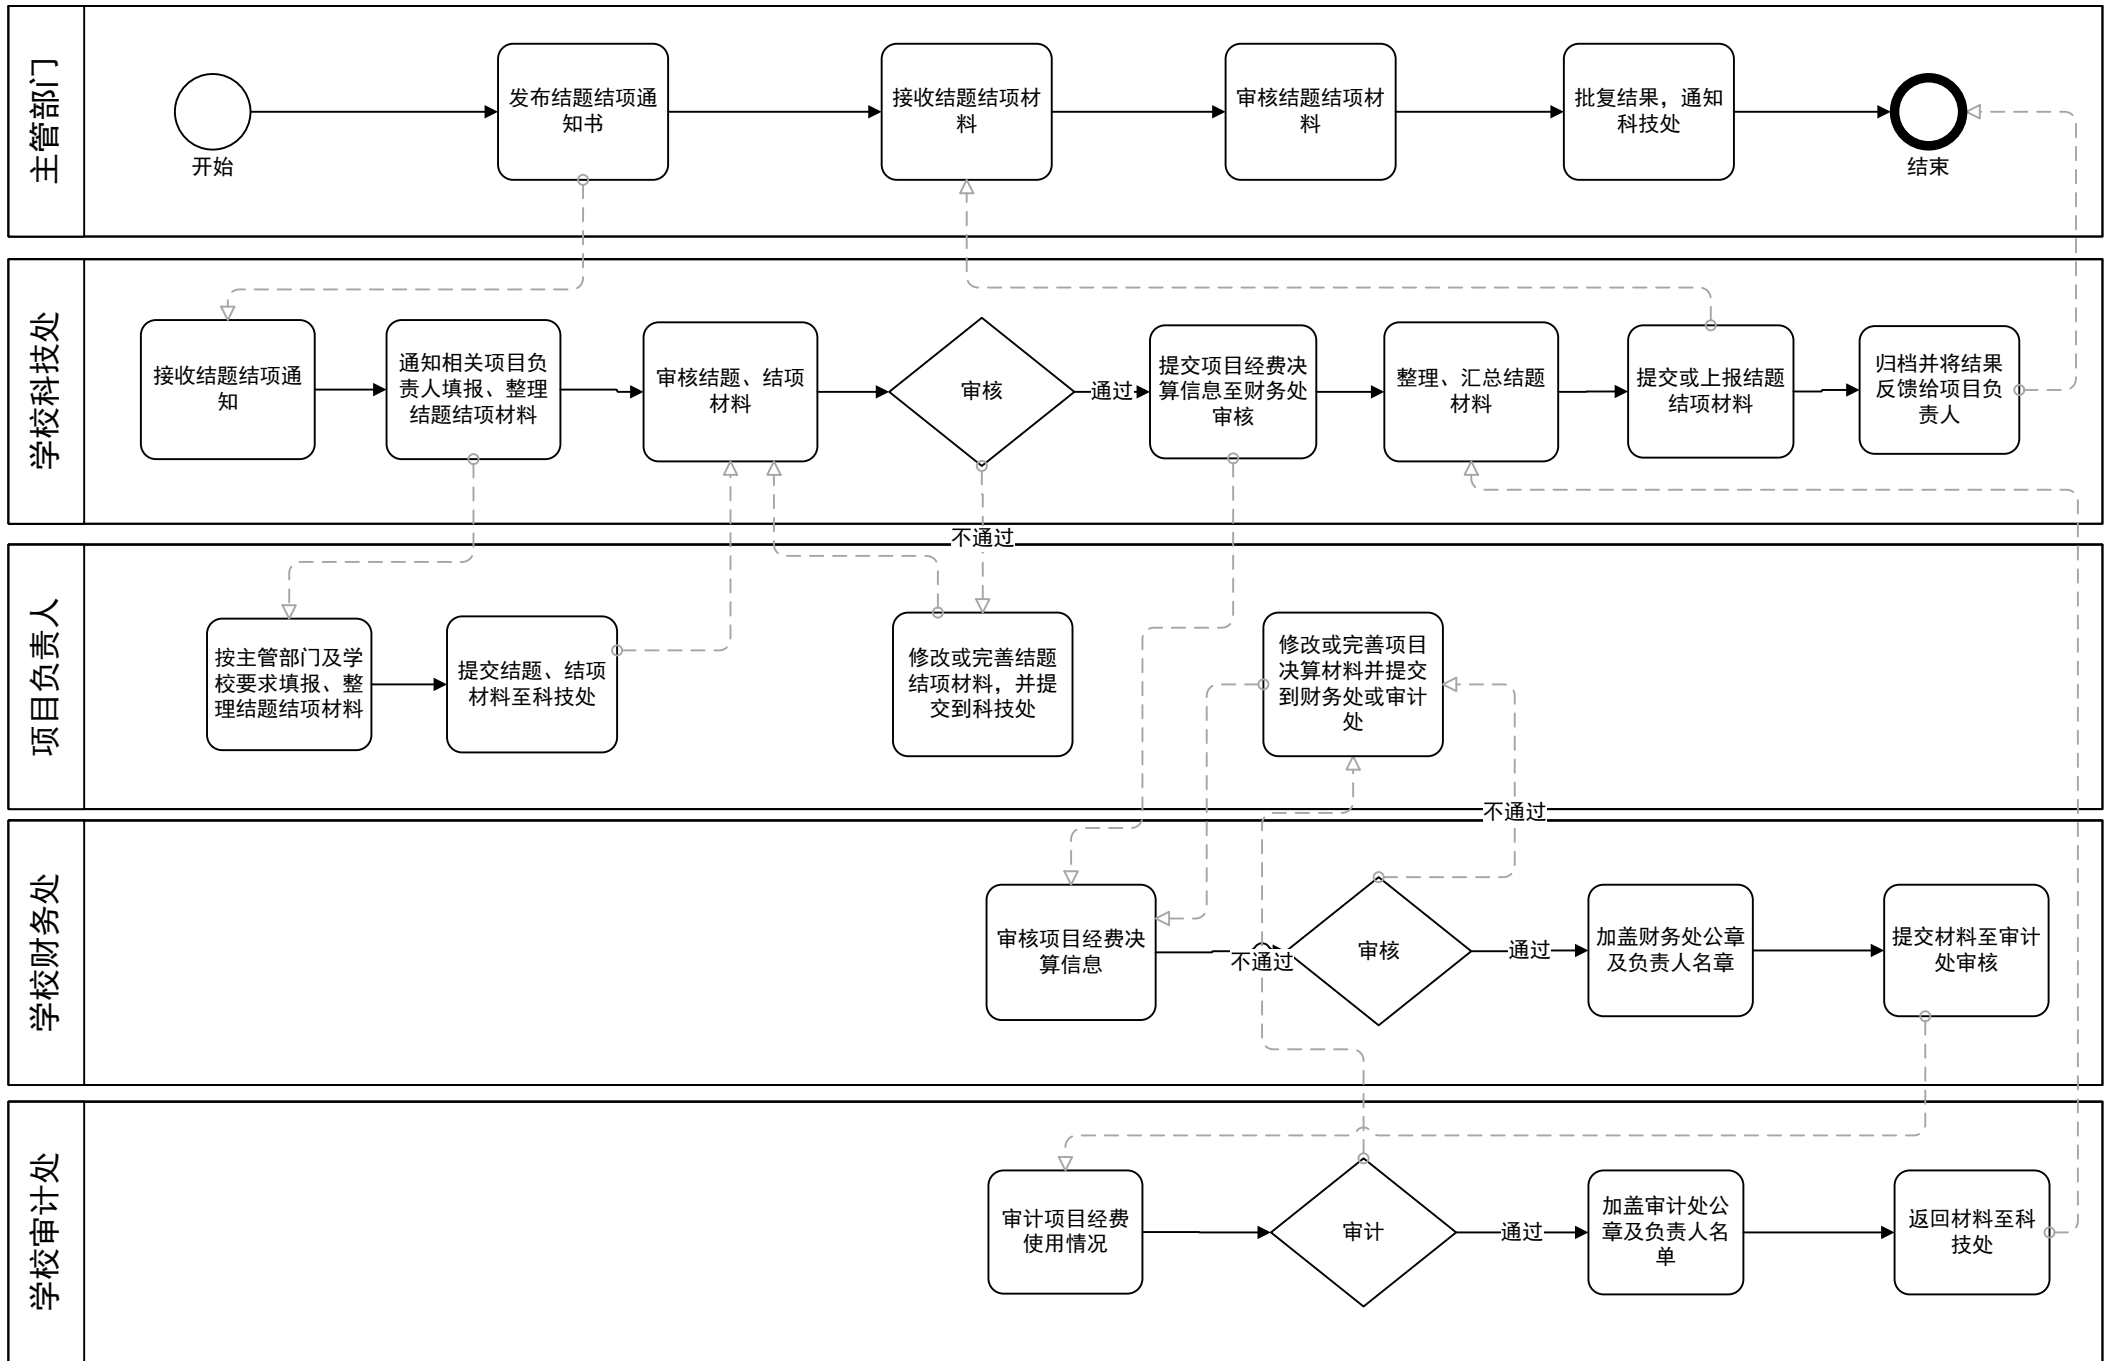 主管部门
开始
发布结题结项通
知书
接收结题结项材
料
审核结题结项材
料
批复结果，通知
科技处
结束
学校科技处
接收结题结项通
知
通知相关项目负
责人填报、整理
结题结项材料
审核结题、结项
材料
审核
通过
提交项目经费决
算信息至财务处
审核
整理、汇总结题
材料
提交或上报结题
结项材料
归档并将结果
反馈给项目负
责人
不通过
项目负责人
按主管部门及学
校要求填报、整
理结题结项材料
提交结题、结项
材料至科技处
修改或完善结题
结项材料，并提
交到科技处
修改或完善项目
决算材料并提交
到财务处或审计
处
不通过
学校财务处
审核项目经费决
算信息
不通过
审核
通过
加盖财务处公章
及负责人名章
提交材料至审计
处审核
学校审计处
审计项目经费
使用情况
审计
通过
加盖审计处公
章及负责人名
单
返回材料至科
技处